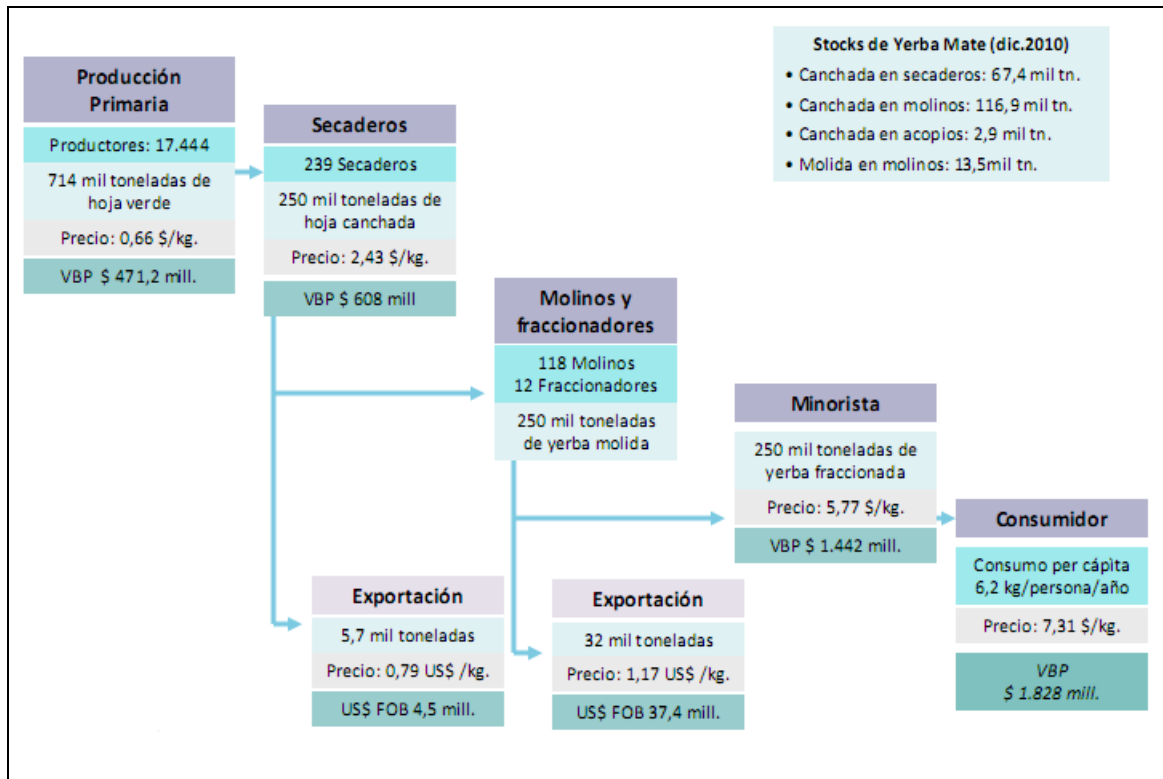 Stocks de Yerba Mate (dic.2010)
• Canchada en secaderos: 67,4 mil tn.
• Canchada en molinos: 116,9 mil tn.
• Canchada en acopios: 2,9 mil tn.
• Molida en molinos: 13,5mil tn.
Producción
Primaria
Productores: 17.444
714 mil toneladas de
hoja verde
Precio: 0,66 $/kg.
VBP $ 471,2 mill.
Secaderos
239 Secaderos
250 mil toneladas de
hoja canchada
Precio: 2,43 $/kg.
VBP $ 608 mill
Molinos y
fraccionadores
118 Molinos
12 Fraccionadores
250 mil toneladas
de yerba molida
Minorista
250 mil toneladas de
yerba fraccionada
Precio: 5,77 $/kg.
VBP $ 1.442 mill.
Consumidor
Consumo per cápìta
6,2 kg/persona/año
Precio: 7,31 $/kg.
VBP
$ 1.828 mill.
Exportación
5,7 mil toneladas
Precio: 0,79 US$ /kg.
US$ FOB 4,5 mill.
Exportación
32 mil toneladas
Precio: 1,17 US$ /kg.
US$ FOB 37,4 mill.